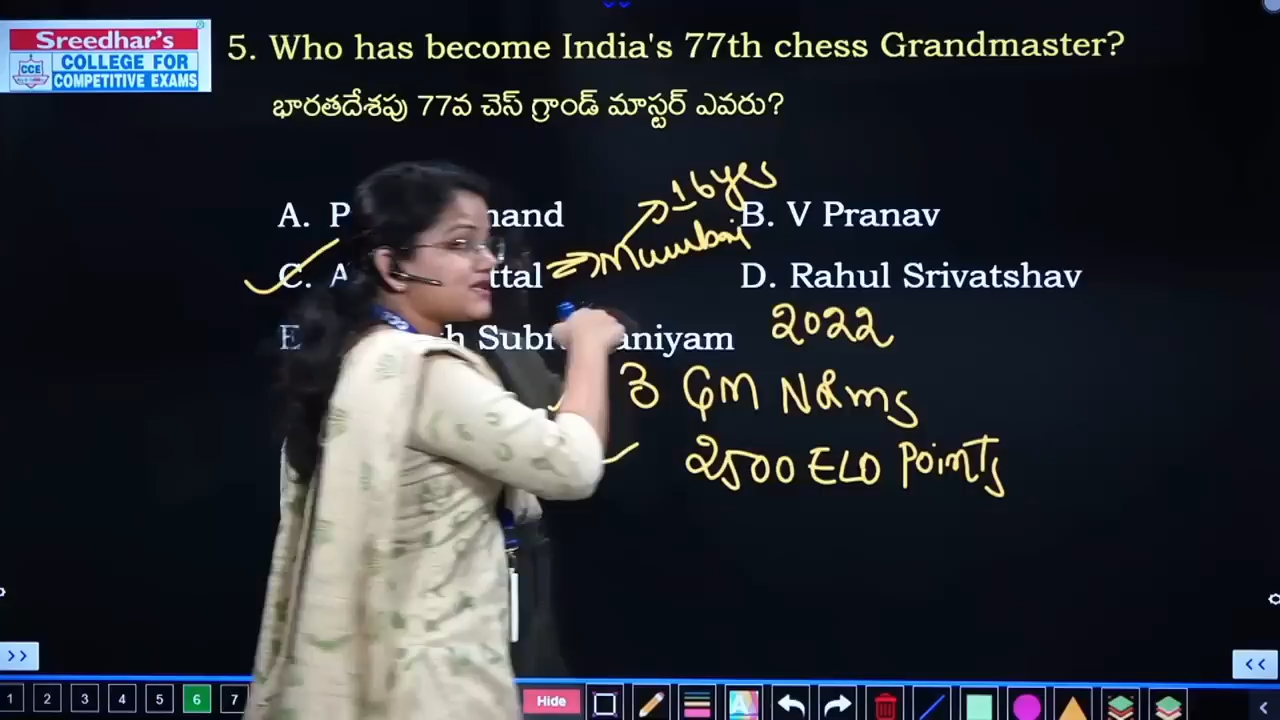 Sreedhar's
CCE
COLLEGE FOR
COMPETITIVE EXAMS
5. Who has become India's 77th chess Grandmaster?
భారతదేశపు 77వ చెస్ గ్రాండ్ మాస్టర్ ఎవరు?
16yrs
A. P nand B. V Pranav
Mumbai
C. A ttal D. Rahul Srivatshav
E h Subr aniyam 2022
3 GM Norms
2500 ELO Points
>> <<
1 2 3 4 5 6 7 Hide <